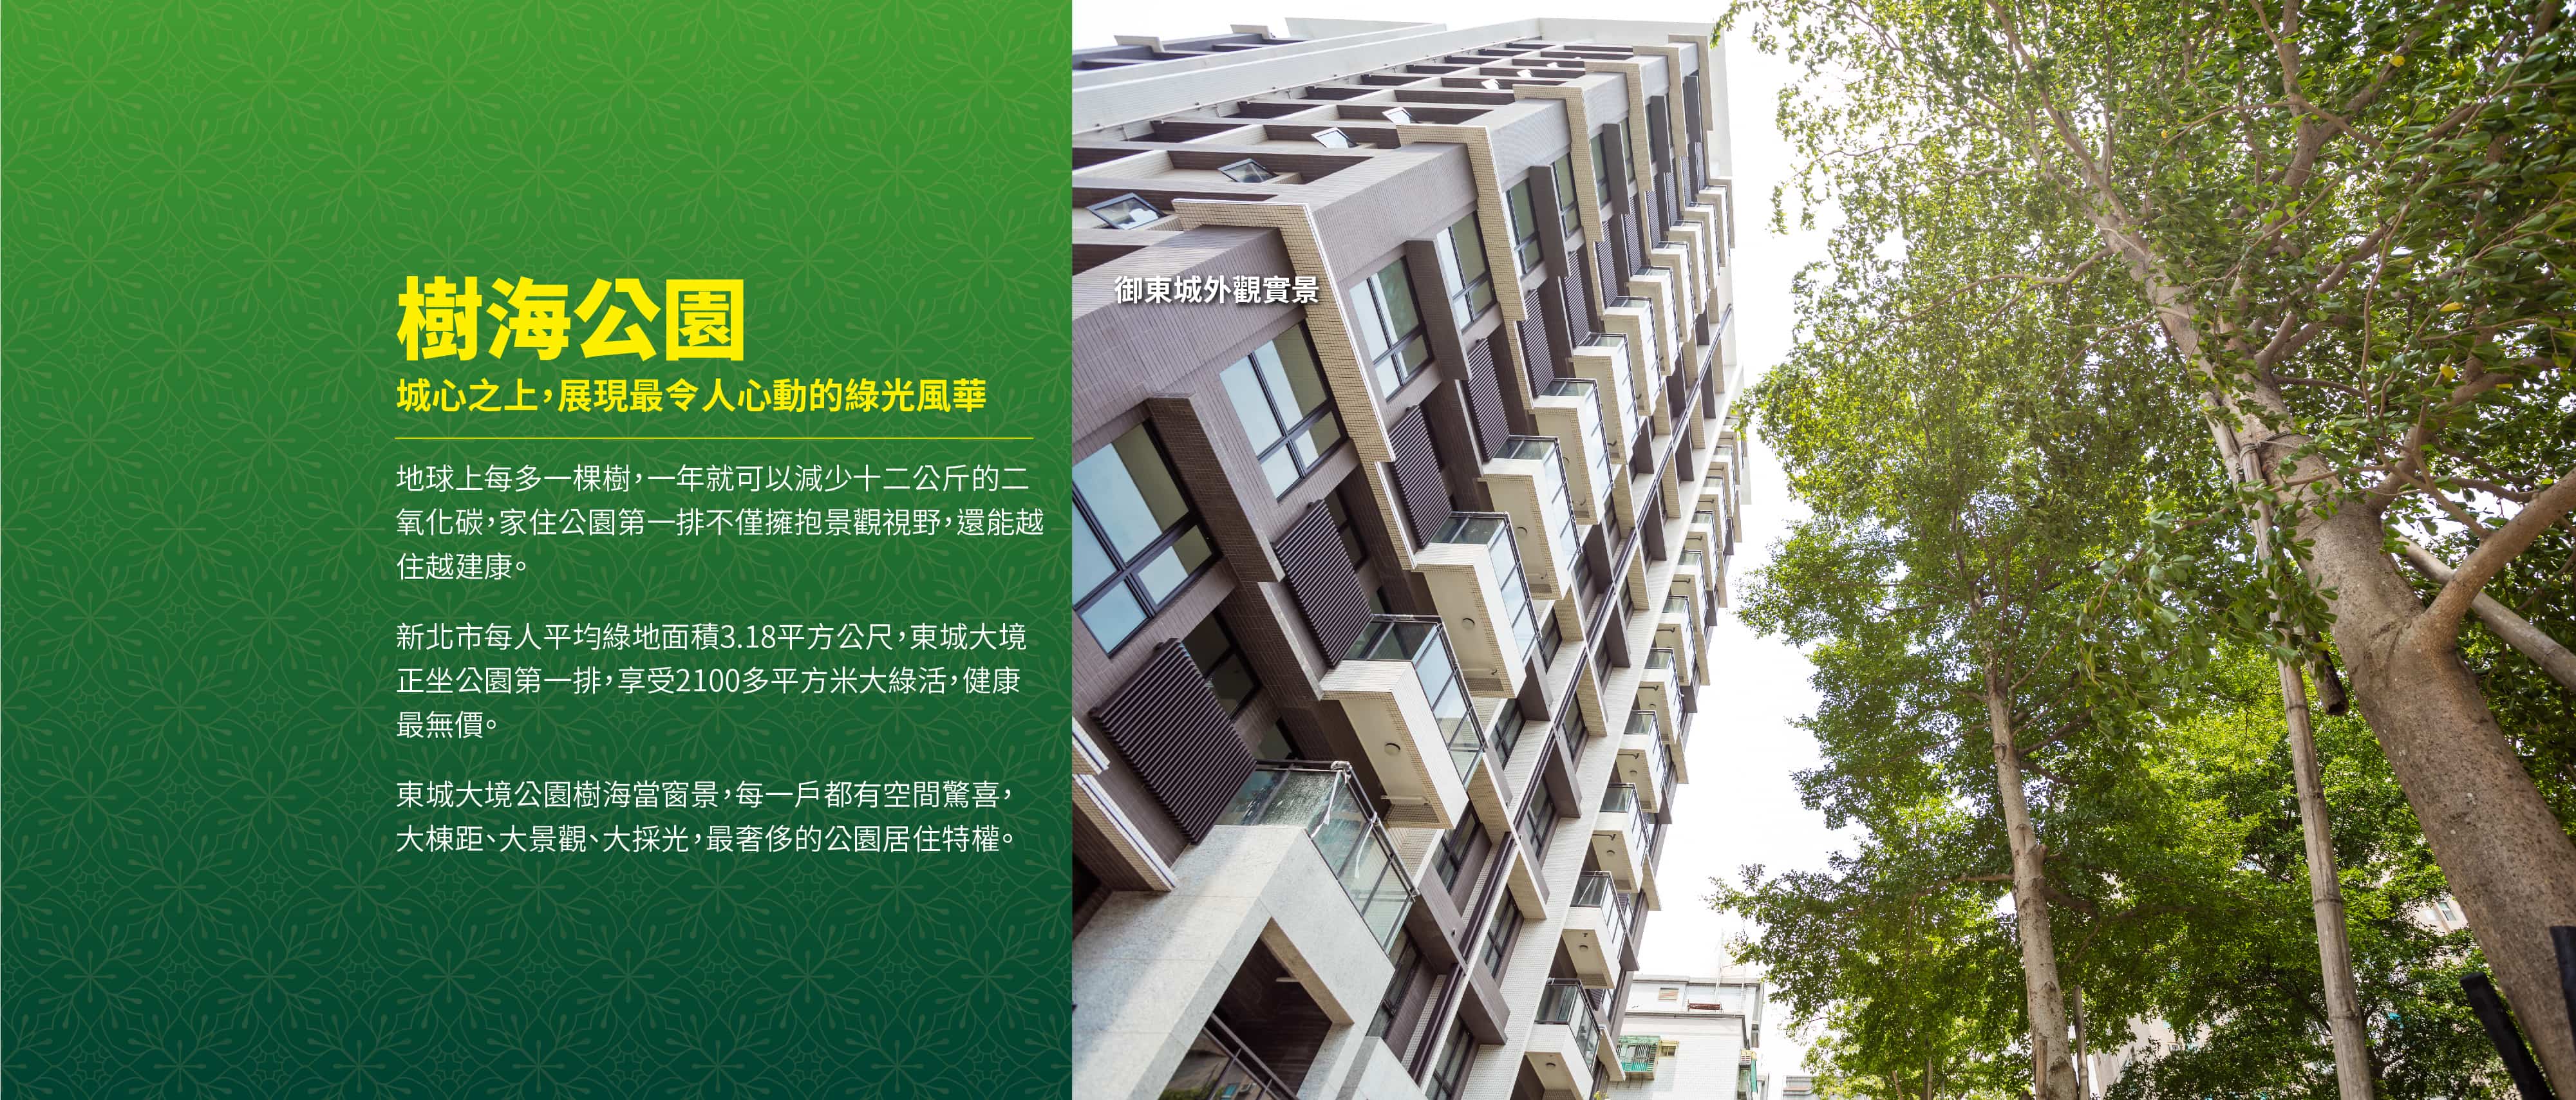 樹海公園
城心之上，展現最令人心動的綠光風華
地球上每多一棵樹，一年就可以減少十二公斤的二
氧化碳，家住公園第一排不僅擁抱景觀視野，還能越
住越建康。
新北市每人平均綠地面積3.18平方公尺，東城大境
正坐公園第一排，享受2100多平方米大綠活，健康
最無價。
東城大境公園樹海當窗景，每一戶都有空間驚喜，
大棟距、大景觀、大採光，最奢侈的公園居住特權。
御東城外觀實景